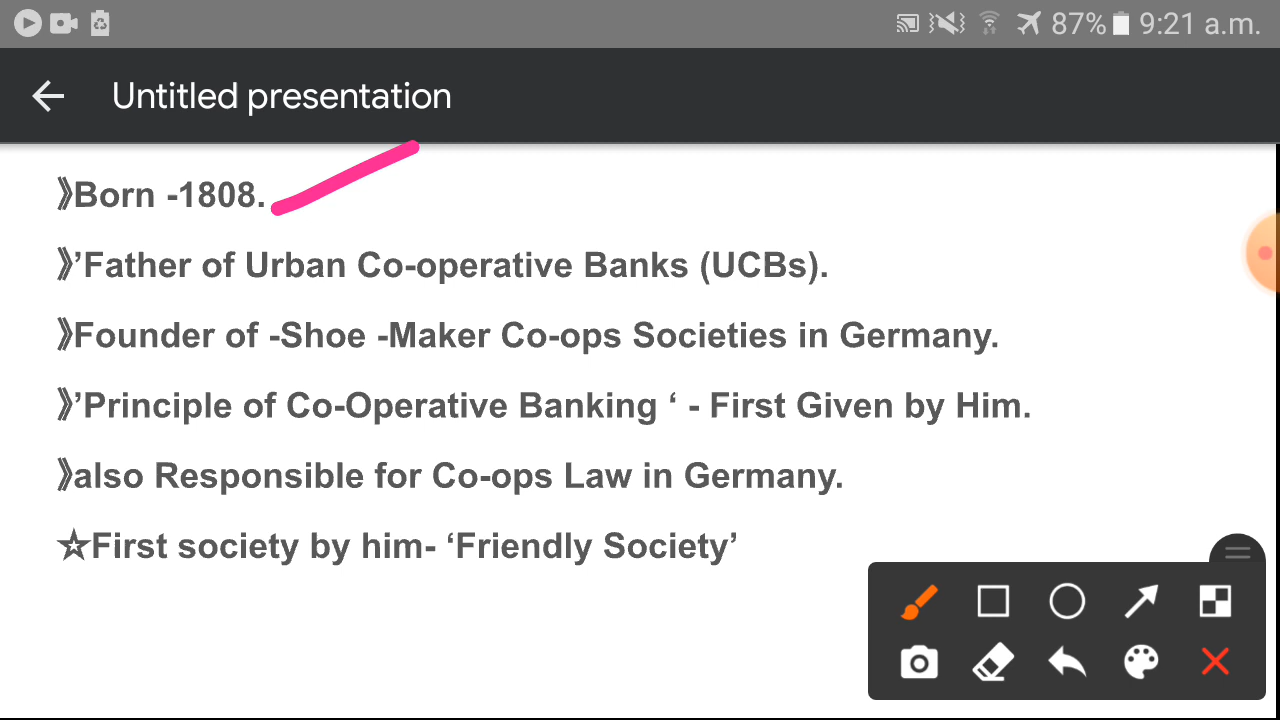 87% 9:21 a.m.
Untitled presentation
》Born -1808.
》’Father of Urban Co-operative Banks (UCBs).
》Founder of -Shoe -Maker Co-ops Societies in Germany.
》’Principle of Co-Operative Banking ‘ - First Given by Him.
》also Responsible for Co-ops Law in Germany.
☆First society by him- ‘Friendly Society’